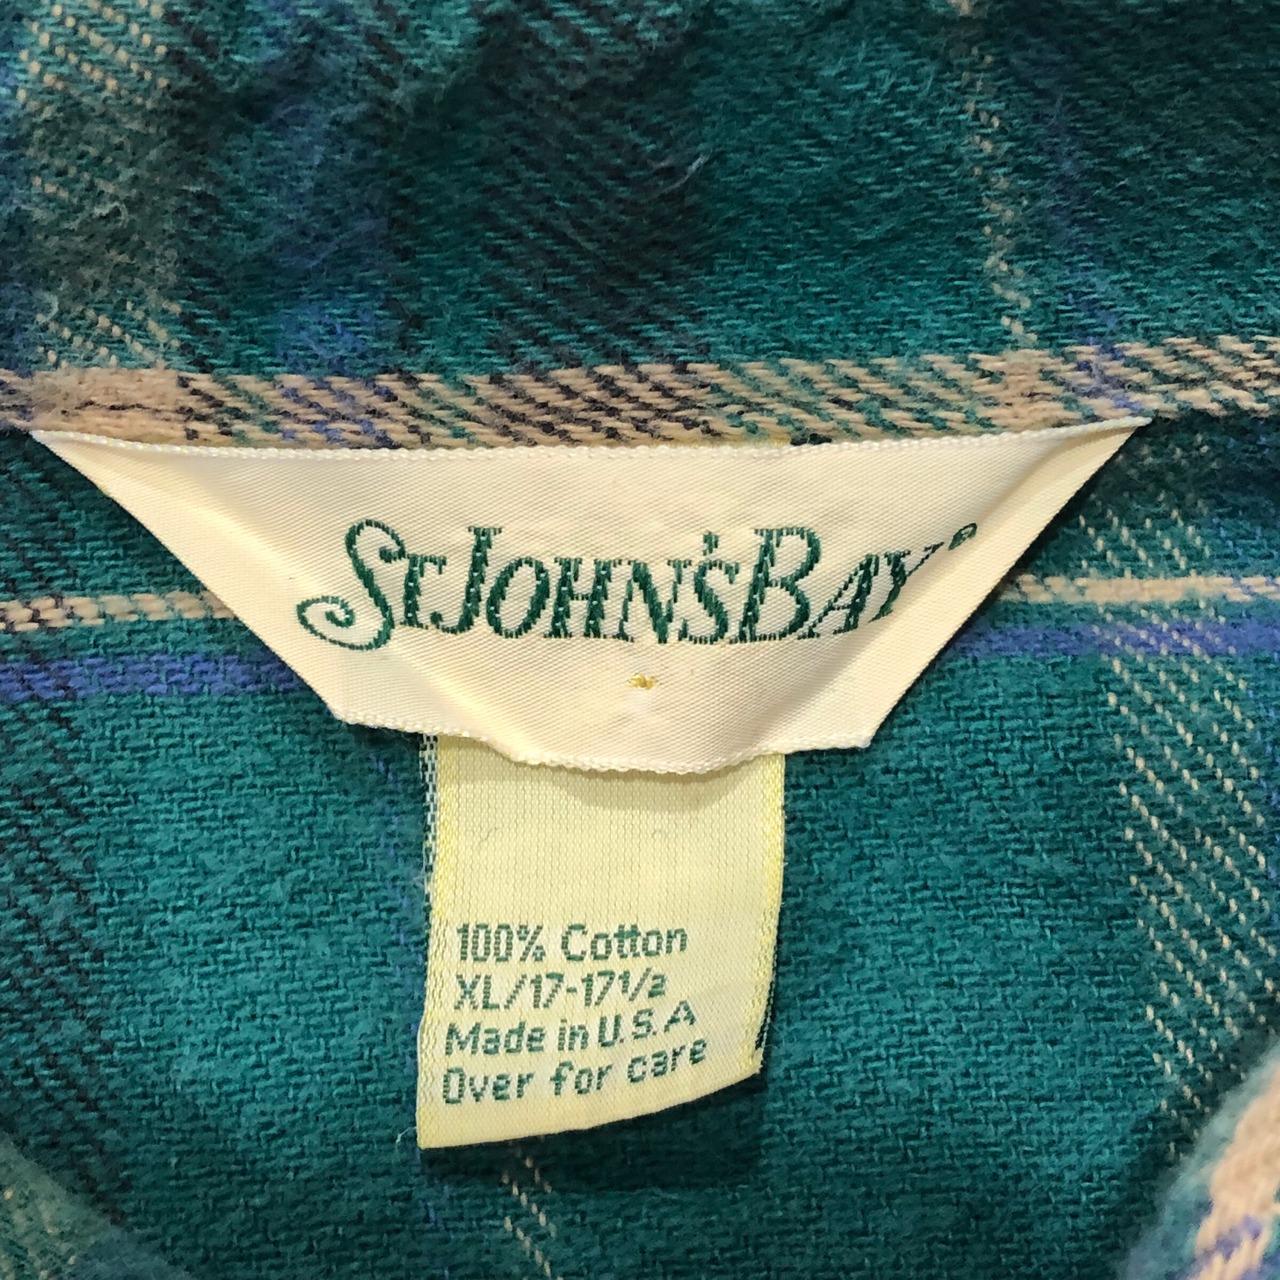 St John's Bay®
100% Cotton
XL/17-17½
Made in U.S.A
Over for care